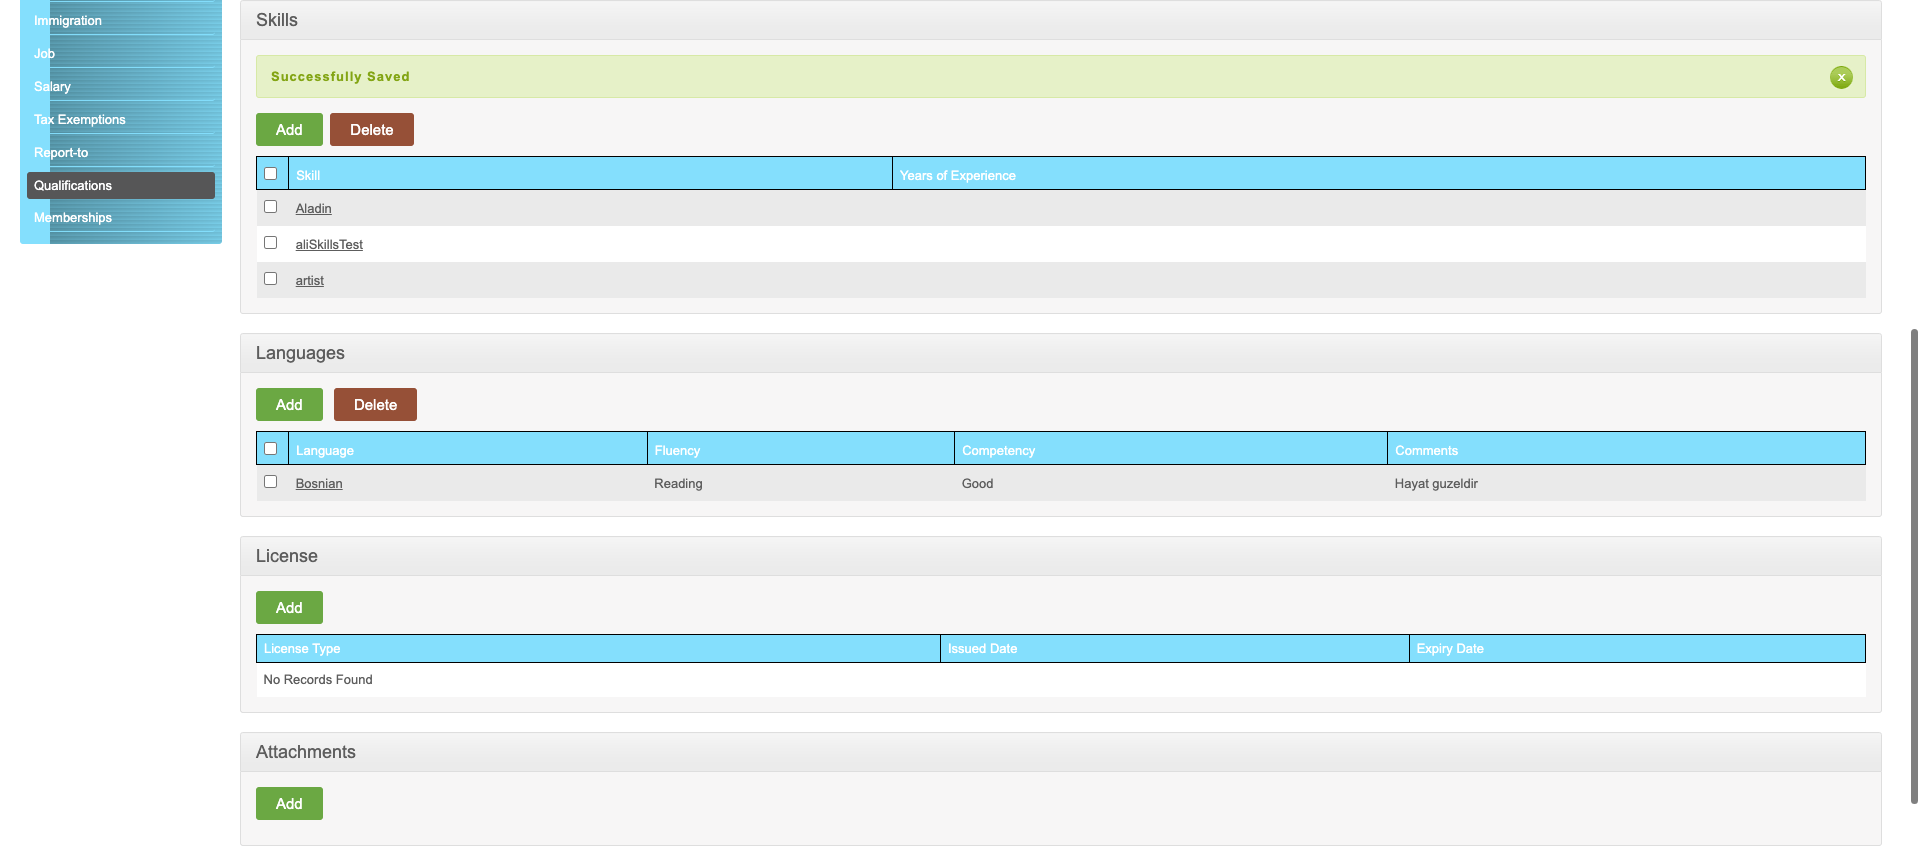 Immigration
Job
Salary
Tax Exemptions
Report-to
Qualifications
Memberships
Skills
Successfully Saved
x
Add Delete
Skill Years of Experience
Aladin
aliSkillsTest
artist
Languages
Add Delete
Language Fluency Competency Comments
Bosnian Reading Good Hayat guzeldir
License
Add
License Type Issued Date Expiry Date
No Records Found
Attachments
Add